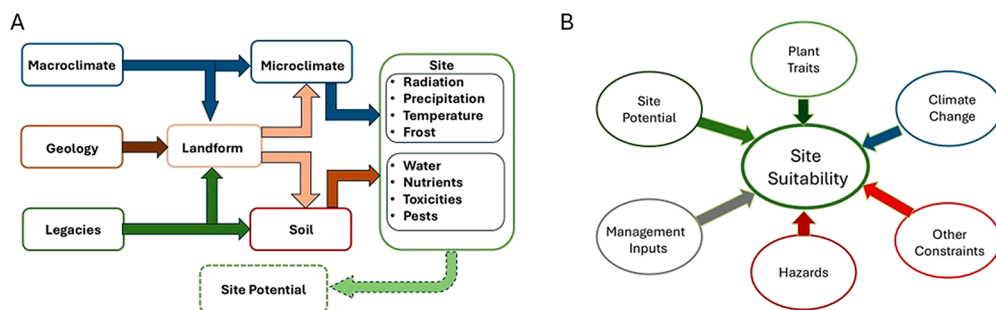 A
Macroclimate
Microclimate
Geology
Landform
Legacies
Soil
Site
• Radiation
• Precipitation
• Temperature
• Frost
• Water
• Nutrients
• Toxicities
• Pests
Site Potential
B
Plant
Traits
Site
Potential
Climate
Change
Site
Suitability
Management
Inputs
Hazards
Other
Constraints